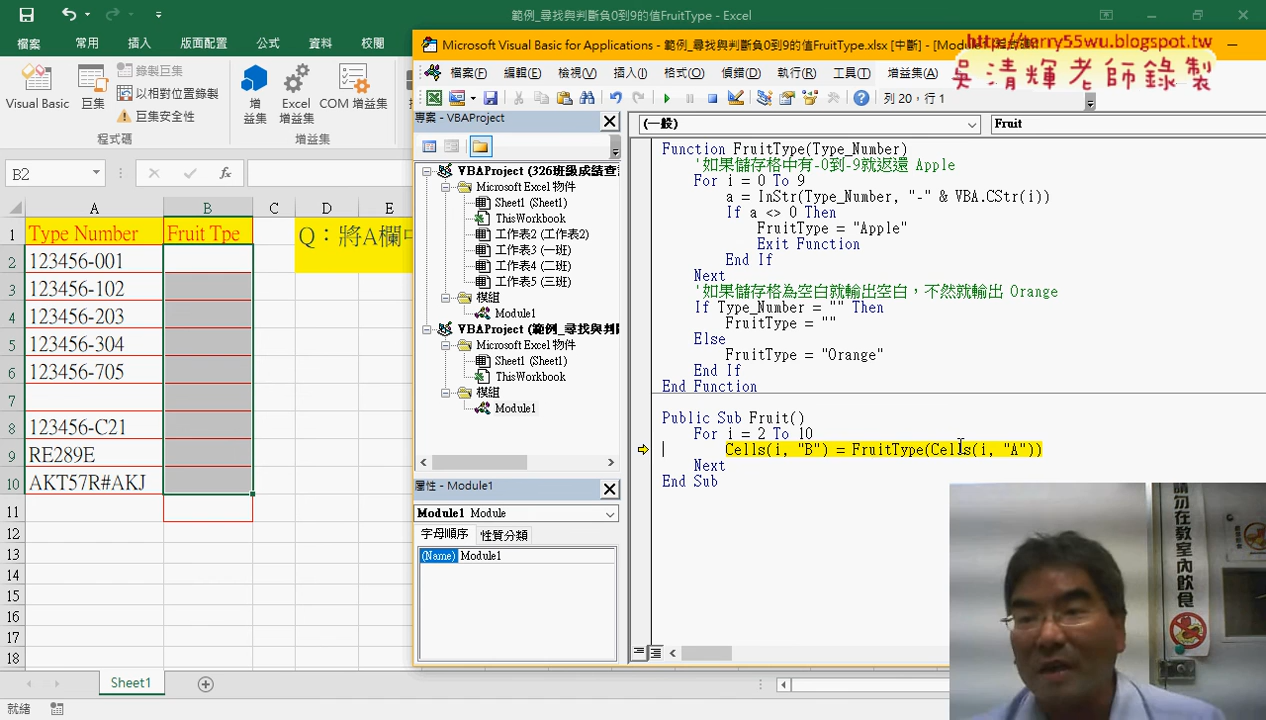 範例_尋找與判斷負0到9的值FruitType - Excel
檔案 常用 插入 版面配置 公式 資料 校閱
Visual Basic
巨集
錄製巨集
以相對位置錄製
巨集安全性
程式碼
增益集
Excel 增益集
COM 增益集
增益集
B2
fx
A B C D E
1 Type Number Fruit Tpe Q：將A欄中
2 123456-001
3 123456-102
4 123456-203
5 123456-304
6 123456-705
7
8 123456-C21
9 RE289E
10 AKT57R#AKJ
11
12
13
14
15
16
17
18
Sheet1
就緒
Microsoft Visual Basic for Applications - 範例_尋找與判斷負0到9的值FruitType.xlsx [中斷] - [Module1
http://terry55wu.blogspot.tw
吳清輝老師錄製
檔案(F) 編輯(E) 檢視(V) 插入(I) 格式(O) 偵錯(D) 執行(R) 工具(T) 增益集(A)
列 20，行 1
專案 - VBAProject
VBAProject (326班級成績查
Microsoft Excel 物件
Sheet1 (Sheet1)
ThisWorkbook
工作表2 (工作表2)
工作表3 (一班)
工作表4 (二班)
工作表5 (三班)
模組
Module1
VBAProject (範例_尋找與判
Microsoft Excel 物件
Sheet1 (Sheet1)
ThisWorkbook
模組
Module1
屬性 - Module1
Module1 Module
字母順序 性質分類
(Name) Module1
(一般) Fruit
Function FruitType(Type_Number)
'如果儲存格中有-0到-9就返還 Apple
For i = 0 To 9
a = InStr(Type_Number, "-" & VBA.CStr(i))
If a <> 0 Then
FruitType = "Apple"
Exit Function
End If
Next
'如果儲存格為空白就輸出空白，不然就輸出 Orange
If Type_Number = "" Then
FruitType = ""
Else
FruitType = "Orange"
End If
End Function
Public Sub Fruit()
For i = 2 To 10
Cells(i, "B") = FruitType(Cells(i, "A"))
Next
End Sub
請勿在教室內飲食